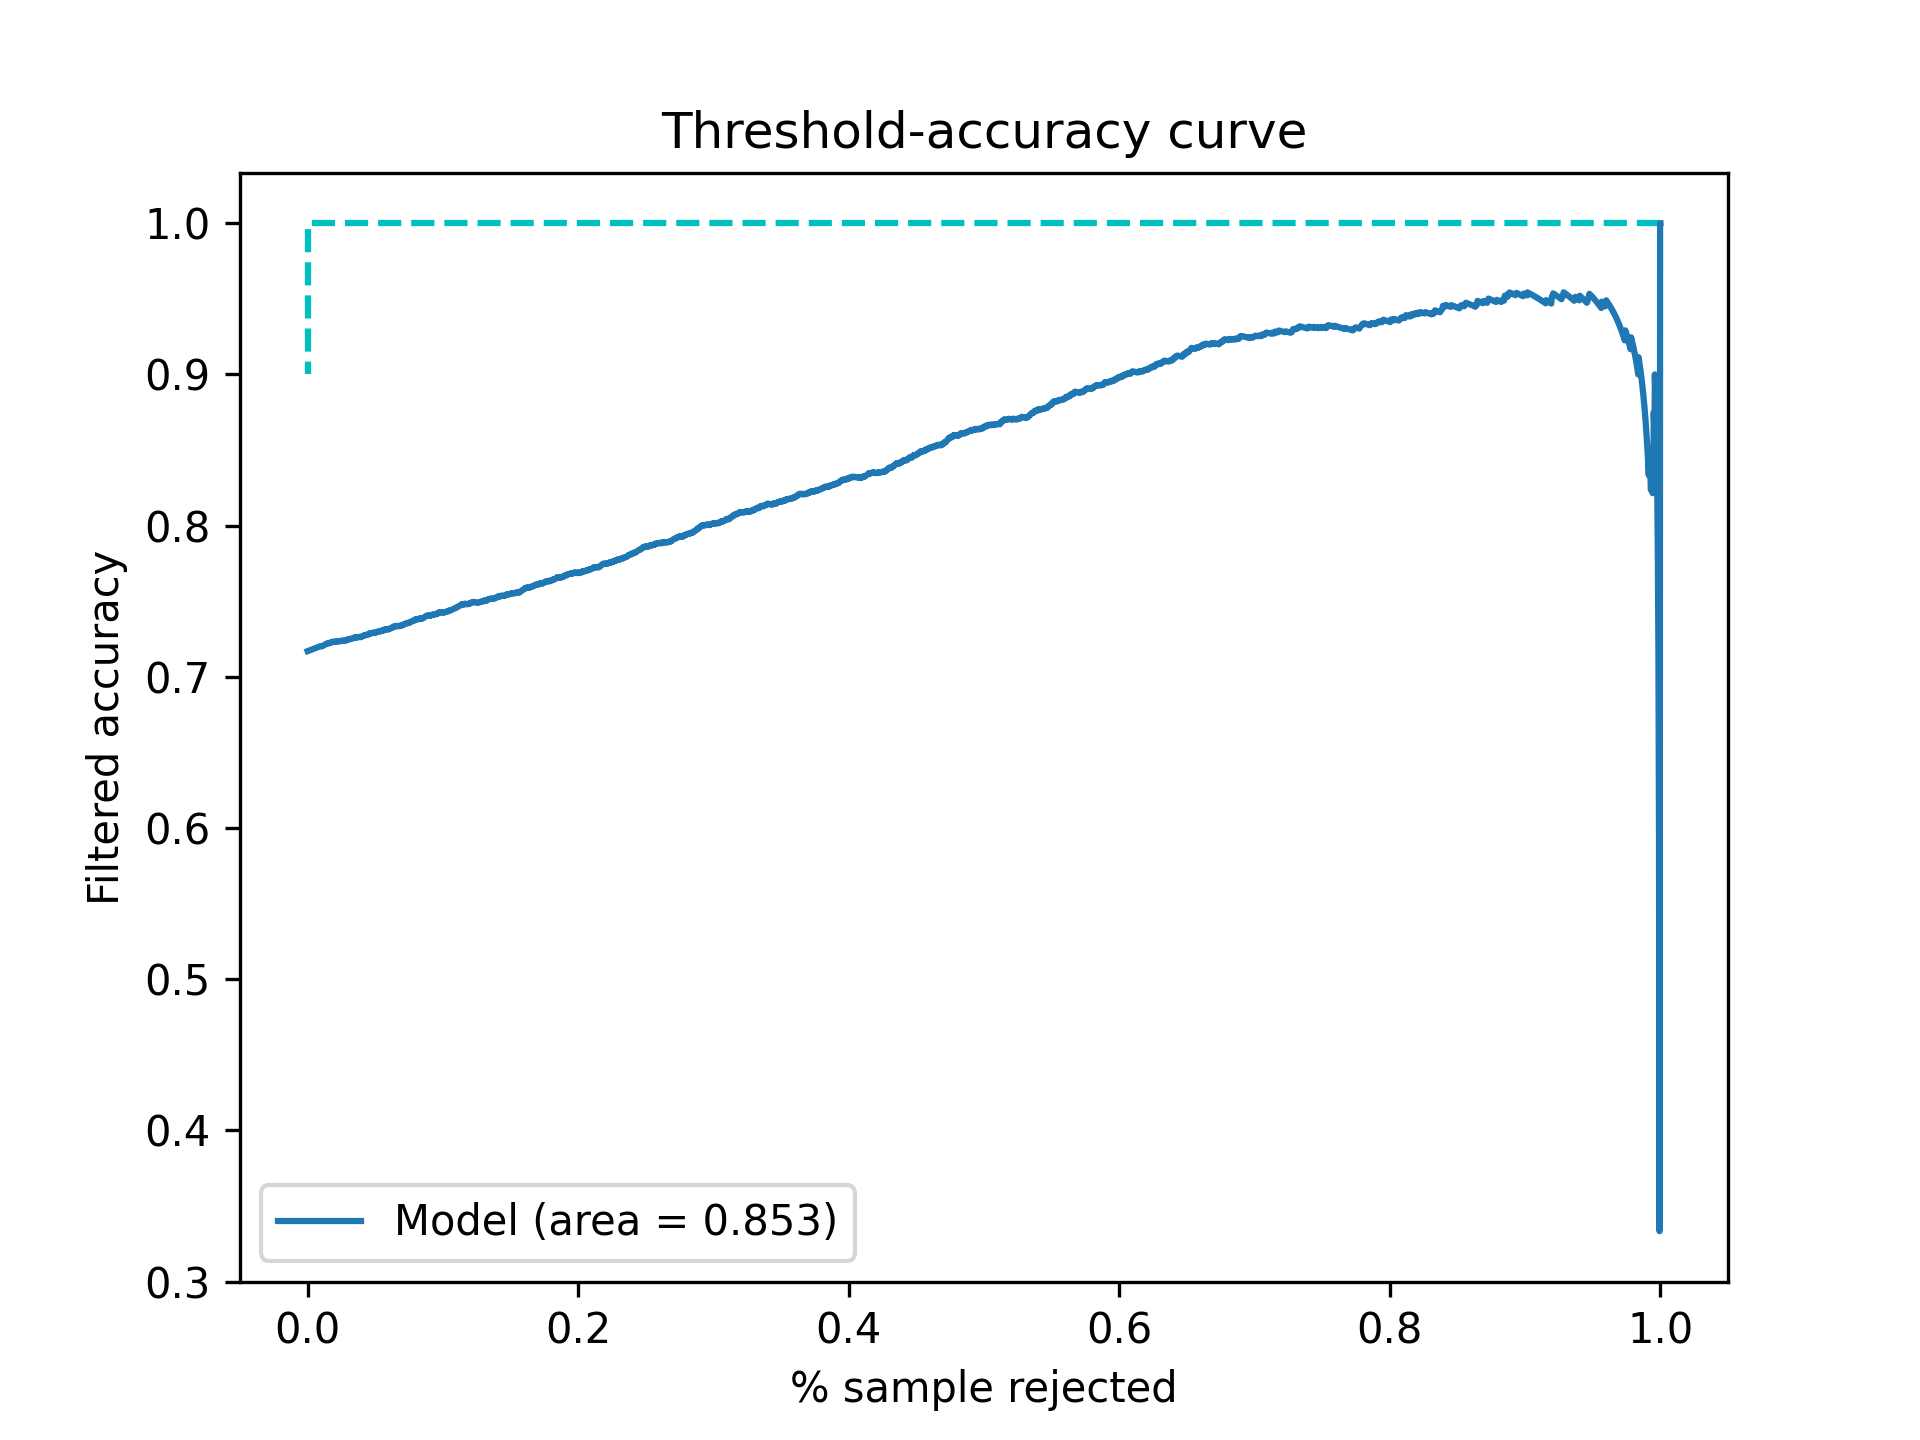 Threshold-accuracy curve
1.0
0.9
0.8
0.7
0.6
0.5
0.4
0.3
Filtered accuracy
Model (area = 0.853)
0.0 0.2 0.4 0.6 0.8 1.0
% sample rejected